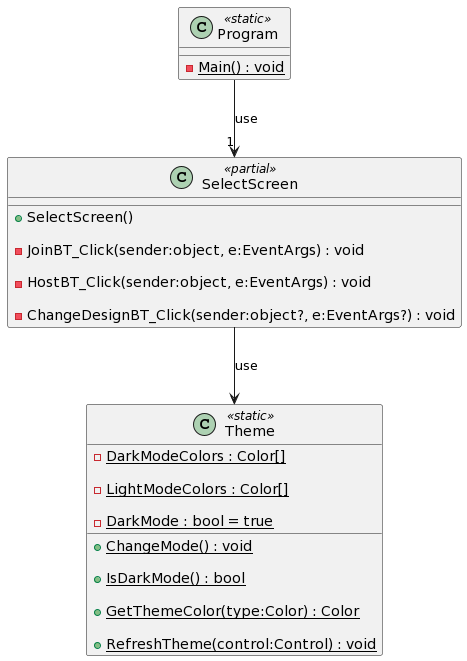 C
«static»
Program
Main() : void
use
1
C
«partial»
SelectScreen
SelectScreen()
JoinBT_Click(sender:object, e:EventArgs) : void
HostBT_Click(sender:object, e:EventArgs) : void
ChangeDesignBT_Click(sender:object?, e:EventArgs?) : void
use
C
«static»
Theme
DarkModeColors : Color[]
LightModeColors : Color[]
DarkMode : bool = true
ChangeMode() : void
IsDarkMode() : bool
GetThemeColor(type:Color) : Color
RefreshTheme(control:Control) : void